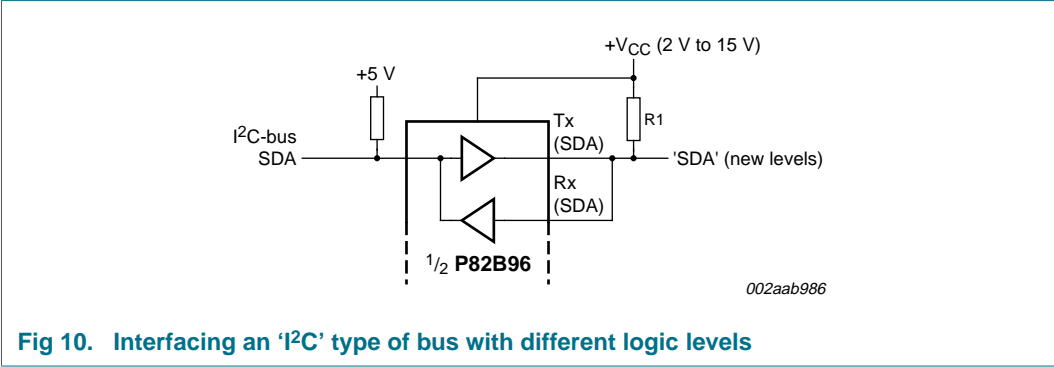 +VCC (2 V to 15 V)
+5 V
R1
I2C-bus
SDA
Tx
(SDA)
'SDA' (new levels)
Rx
(SDA)
1/2 P82B96
002aab986
Fig 10. Interfacing an ‘I2C’ type of bus with different logic levels